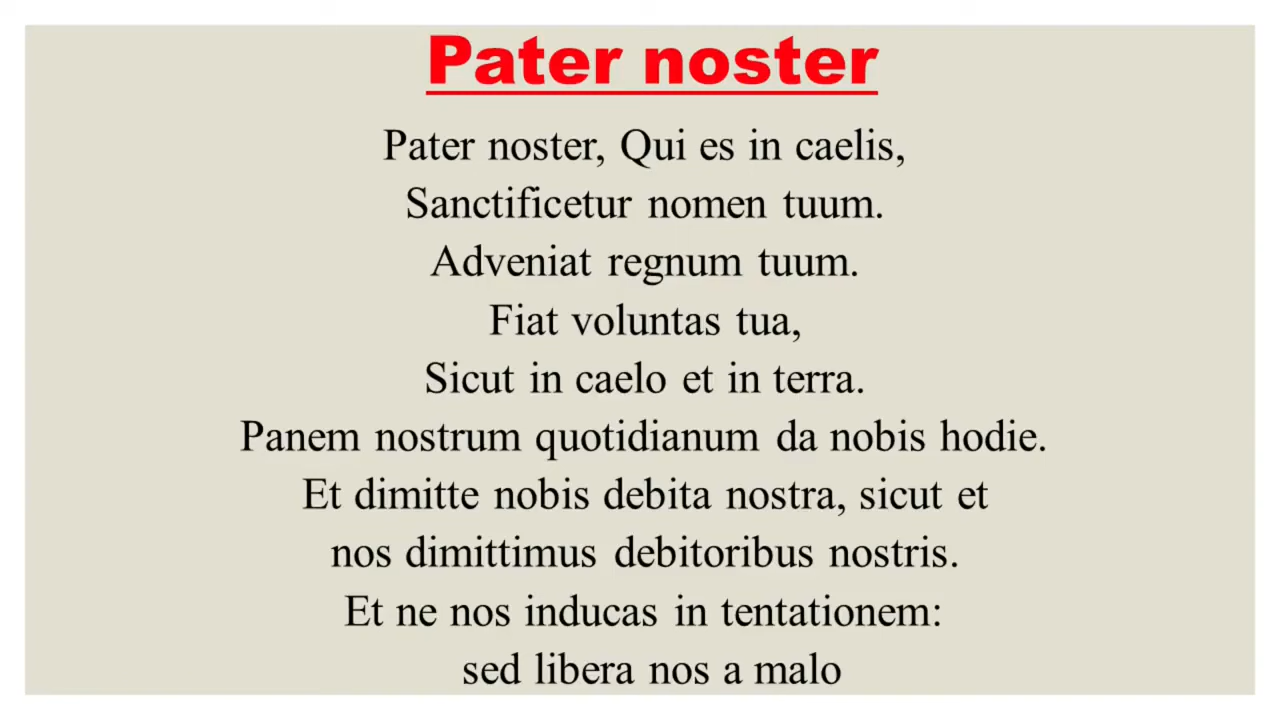 Pater noster
Pater noster, Qui es in caelis,
Sanctificetur nomen tuum.
Adveniat regnum tuum.
Fiat voluntas tua,
Sicut in caelo et in terra.
Panem nostrum quotidianum da nobis hodie.
Et dimitte nobis debita nostra, sicut et
nos dimittimus debitoribus nostris.
Et ne nos inducas in tentationem:
sed libera nos a malo